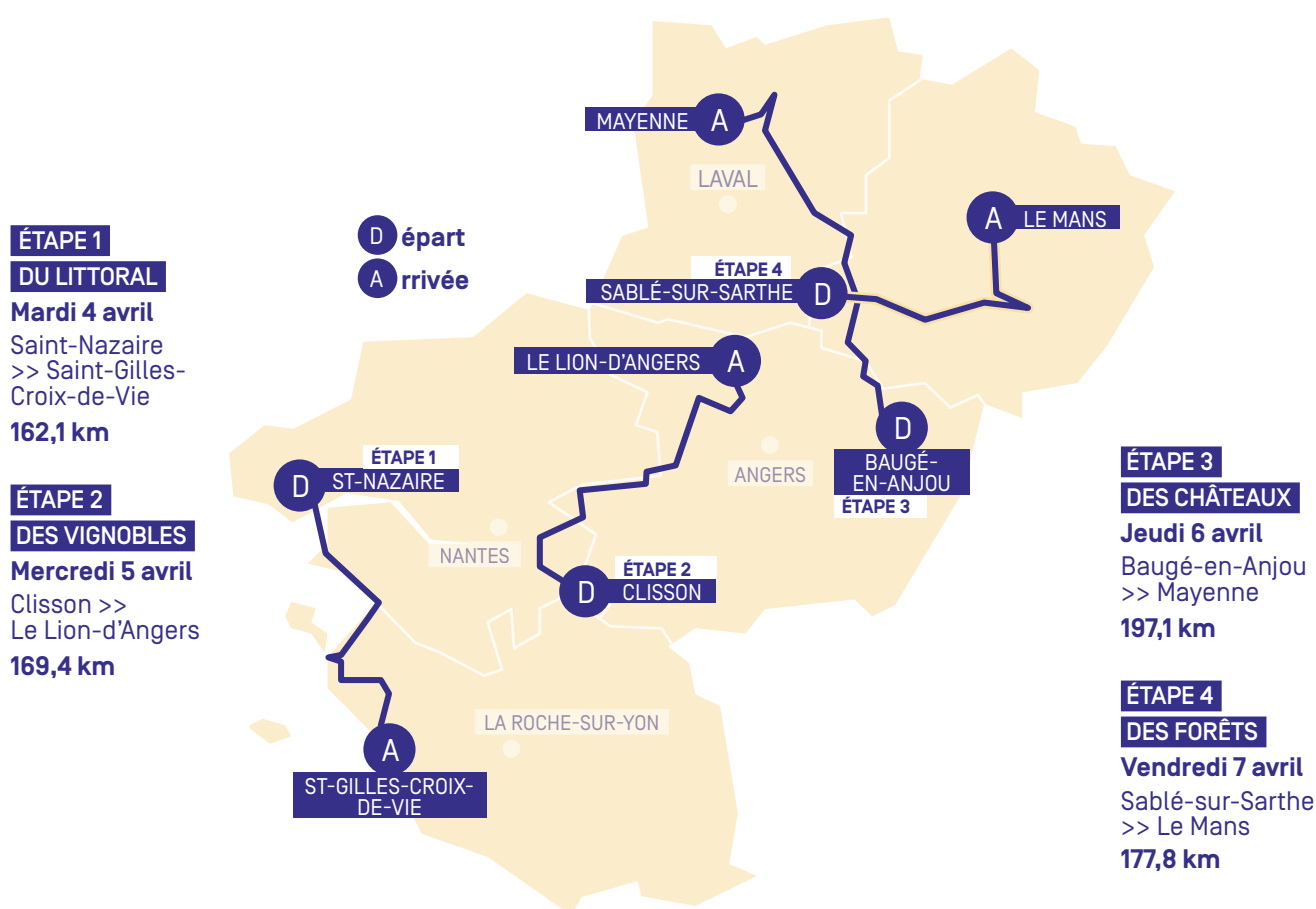 ÉTAPE 1
DU LITTORAL
Mardi 4 avril
Saint-Nazaire
>> Saint-Gilles-
Croix-de-Vie
162,1 km
ÉTAPE 2
DES VIGNOBLES
Mercredi 5 avril
Clisson >>
Le Lion-d'Angers
169,4 km
D épart
A rrivée
MAYENNE A
LAVAL
A LE MANS
ÉTAPE 4
SABLÉ-SUR-SARTHE D
LE LION-D'ANGERS A
D
BAUGÉ-
EN-ANJOU
ÉTAPE 3
ANGERS
ÉTAPE 1
D ST-NAZAIRE
NANTES
ÉTAPE 2
D CLISSON
LA ROCHE-SUR-YON
A
ST-GILLES-CROIX-
DE-VIE
ÉTAPE 3
DES CHÂTEAUX
Jeudi 6 avril
Baugé-en-Anjou
>> Mayenne
197,1 km
ÉTAPE 4
DES FORÊTS
Vendredi 7 avril
Sablé-sur-Sarthe
>> Le Mans
177,8 km